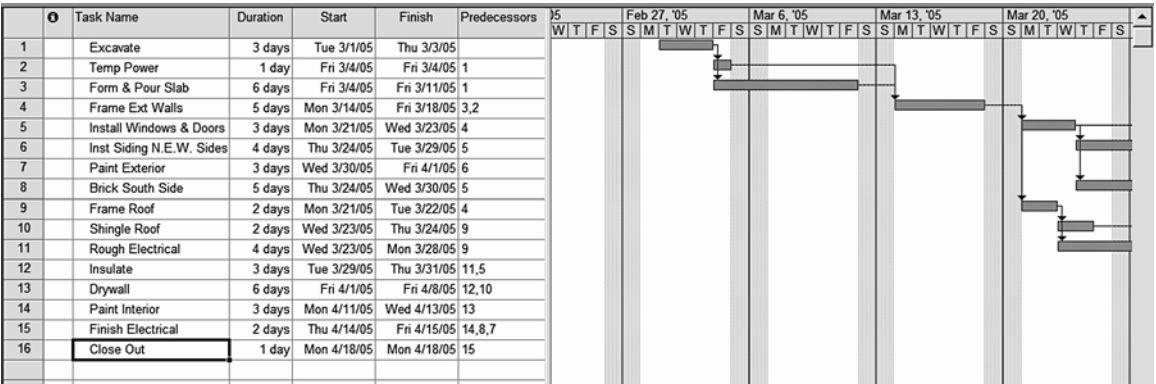 Task Name Duration Start Finish Predecessors )5 Feb 27, '05 Mar 6, '05 Mar 13, '05 Mar 20, '05
W T F S S M T W T F S S M T W T F S S M T W T F S S M T W T F S
1 Excavate 3 days Tue 3/1/05 Thu 3/3/05
2 Temp Power 1 day Fri 3/4/05 Fri 3/4/05 1
3 Form & Pour Slab 6 days Fri 3/4/05 Fri 3/11/05 1
4 Frame Ext Walls 5 days Mon 3/14/05 Fri 3/18/05 3,2
5 Install Windows & Doors 3 days Mon 3/21/05 Wed 3/23/05 4
6 Inst Siding N.E.W. Sides 4 days Thu 3/24/05 Tue 3/29/05 5
7 Paint Exterior 3 days Wed 3/30/05 Fri 4/1/05 6
8 Brick South Side 5 days Thu 3/24/05 Wed 3/30/05 5
9 Frame Roof 2 days Mon 3/21/05 Tue 3/22/05 4
10 Shingle Roof 2 days Wed 3/23/05 Thu 3/24/05 9
11 Rough Electrical 4 days Wed 3/23/05 Mon 3/28/05 9
12 Insulate 3 days Tue 3/29/05 Thu 3/31/05 11,5
13 Drywall 6 days Fri 4/1/05 Fri 4/8/05 12,10
14 Paint Interior 3 days Mon 4/11/05 Wed 4/13/05 13
15 Finish Electrical 2 days Thu 4/14/05 Fri 4/15/05 14,8,7
16 Close Out 1 day Mon 4/18/05 Mon 4/18/05 15